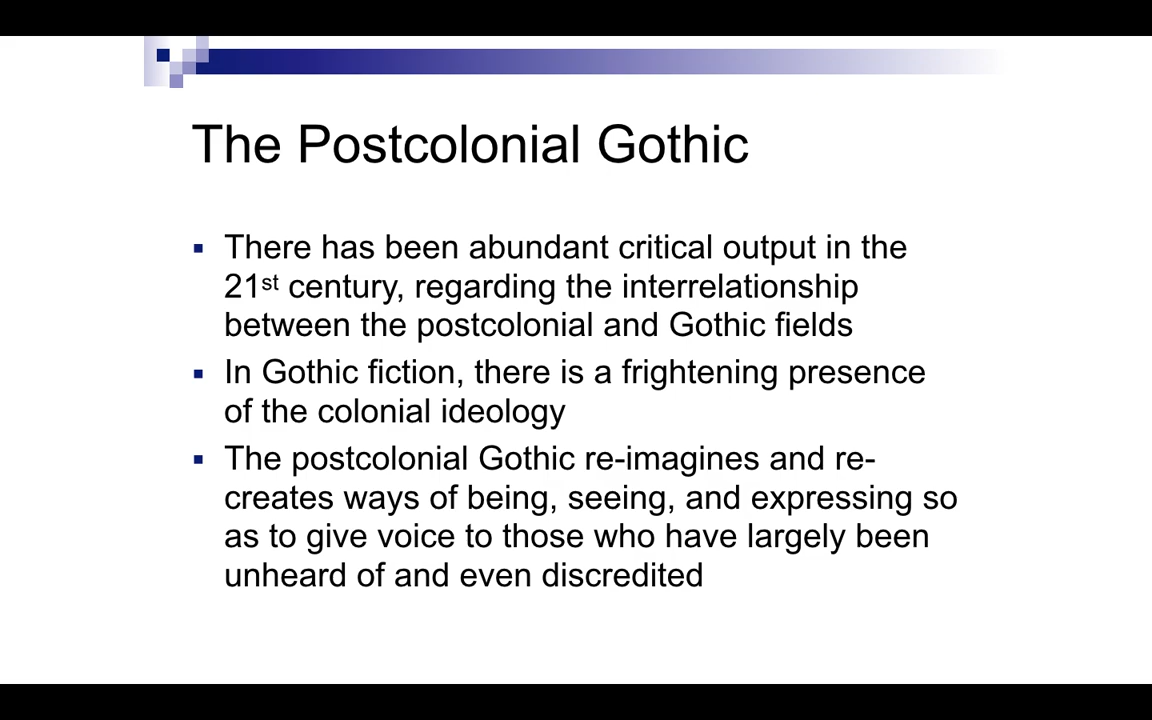 The Postcolonial Gothic
▪ There has been abundant critical output in the
21st century, regarding the interrelationship
between the postcolonial and Gothic fields
▪ In Gothic fiction, there is a frightening presence
of the colonial ideology
▪ The postcolonial Gothic re-imagines and re-
creates ways of being, seeing, and expressing so
as to give voice to those who have largely been
unheard of and even discredited